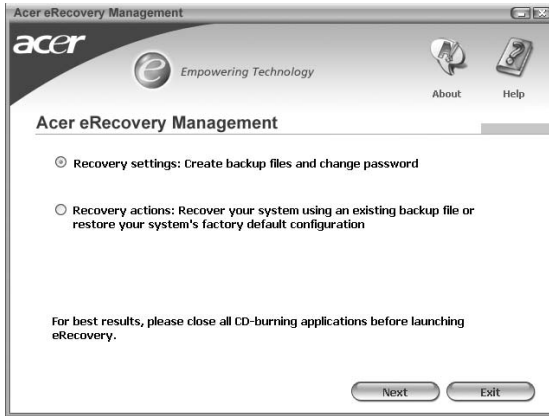 Acer eRecovery Management
acer
e
Empowering Technology
About
Help
Acer eRecovery Management
Recovery settings: Create backup files and change password
Recovery actions: Recover your system using an existing backup file or
restore your system's factory default configuration
For best results, please close all CD-burning applications before launching
eRecovery.
Next
Exit